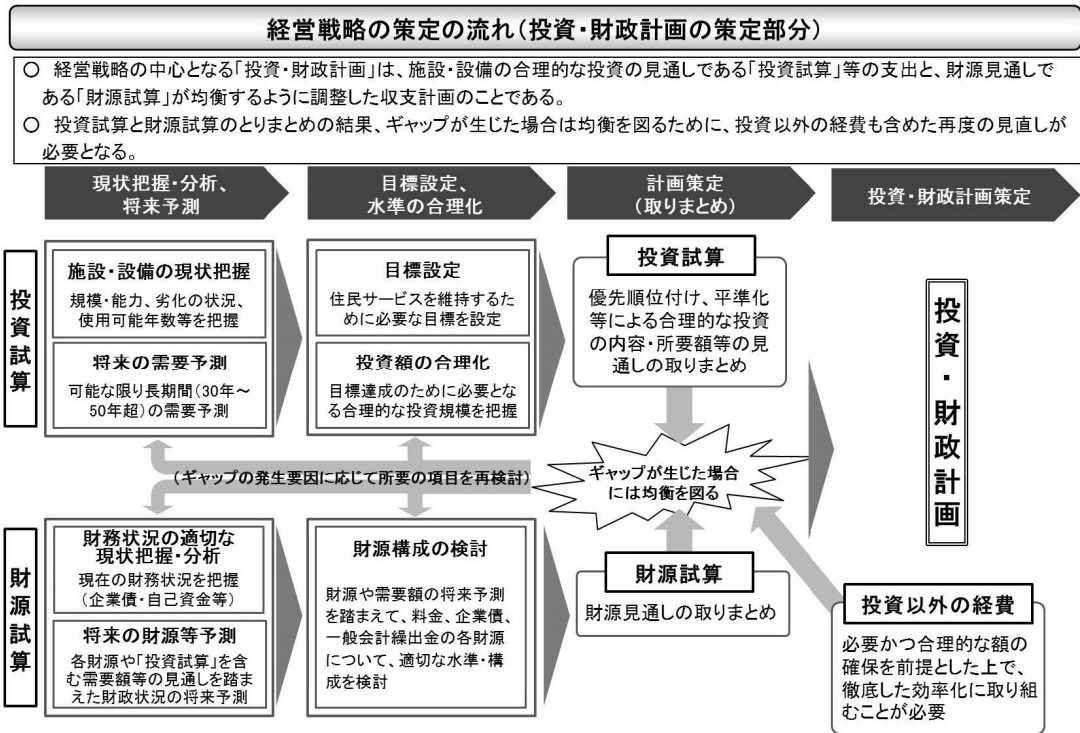 経営戦略の策定の流れ(投資・財政計画の策定部分)
○ 経営戦略の中心となる「投資・財政計画」は、施設・設備の合理的な投資の見通しである「投資試算」等の支出と、財源見通しで
ある「財源試算」が均衡するように調整した収支計画のことである。
○ 投資試算と財源試算のとりまとめの結果、ギャップが生じた場合は均衡を図るために、投資以外の経費も含めた再度の見直しが
必要となる。
現状把握・分析、
将来予測
目標設定、
水準の合理化
計画策定
(取りまとめ)
投資・財政計画策定
投資試算
施設・設備の現状把握
規模・能力、劣化の状況、
使用可能年数等を把握
将来の需要予測
可能な限り長期間(30年～
50年超)の需要予測
目標設定
住民サービスを維持するた
めに必要な目標を設定
投資額の合理化
目標達成のために必要とな
る合理的な投資規模を把握
投資試算
優先順位付け、平準化
等による合理的な投資
の内容・所要額等の見
通しの取りまとめ
投資・財政計画
(ギャップの発生要因に応じて所要の項目を再検討)
ギャップが生じた場合
には均衡を図る
財源試算
財務状況の適切な
現状把握・分析
現在の財務状況を把握
(企業債・自己資金等)
将来の財源等予測
各財源や「投資試算」を含
む需要額等の見通しを踏ま
えた財政状況の将来予測
財源構成の検討
財源や需要額の将来予測
を踏まえて、料金、企業債、
一般会計繰出金の各財源
について、適切な水準・構
成を検討
財源試算
財源見通しの取りまとめ
投資以外の経費
必要かつ合理的な額の
確保を前提とした上で、
徹底した効率化に取り組
むことが必要